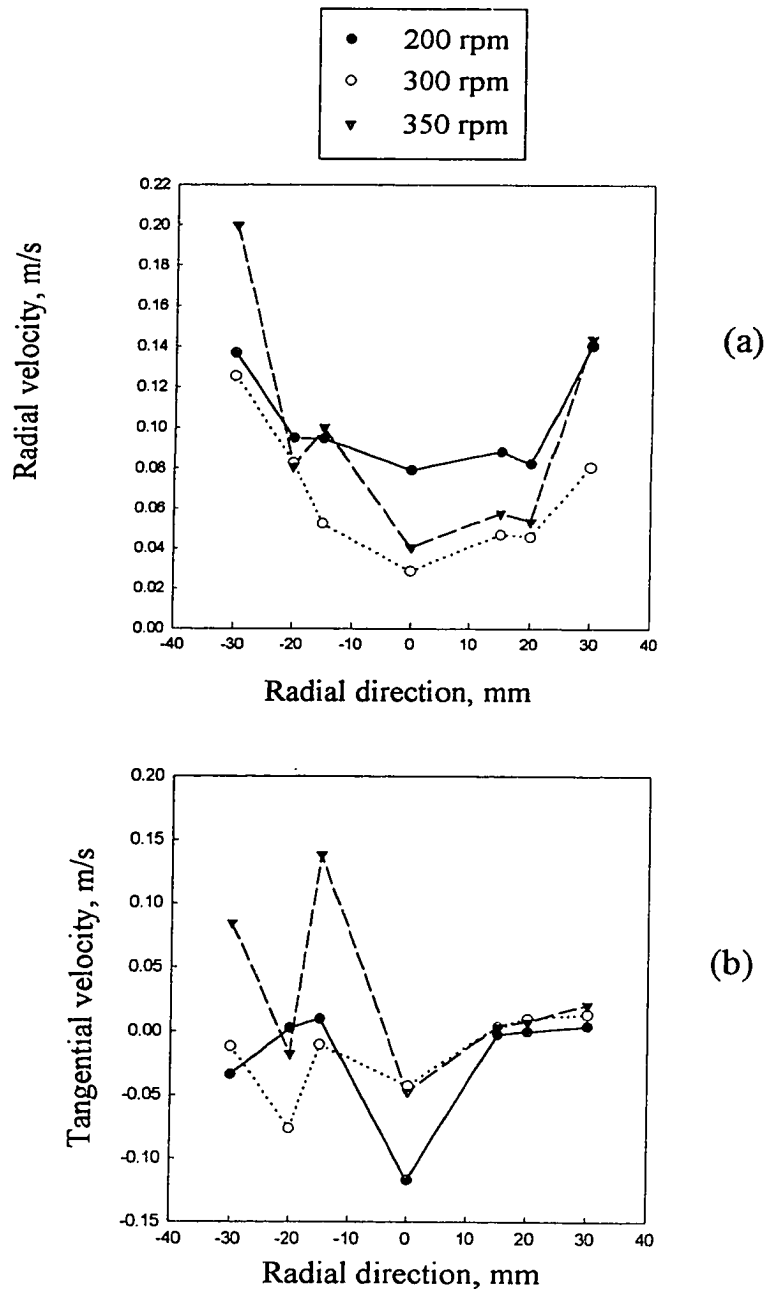 200 rpm
300 rpm
350 rpm
Radial velocity, m/s
0.22
0.20
0.18
0.16
0.14
0.12
0.10
0.08
0.06
0.04
0.02
0.00
-40 -30 -20 -10 0 10 20 30 40
Radial direction, mm
(a)
Tangential velocity, m/s
0.20
0.15
0.10
0.05
0.00
-0.05
-0.10
-0.15
-40 -30 -20 -10 0 10 20 30 40
Radial direction, mm
(b)